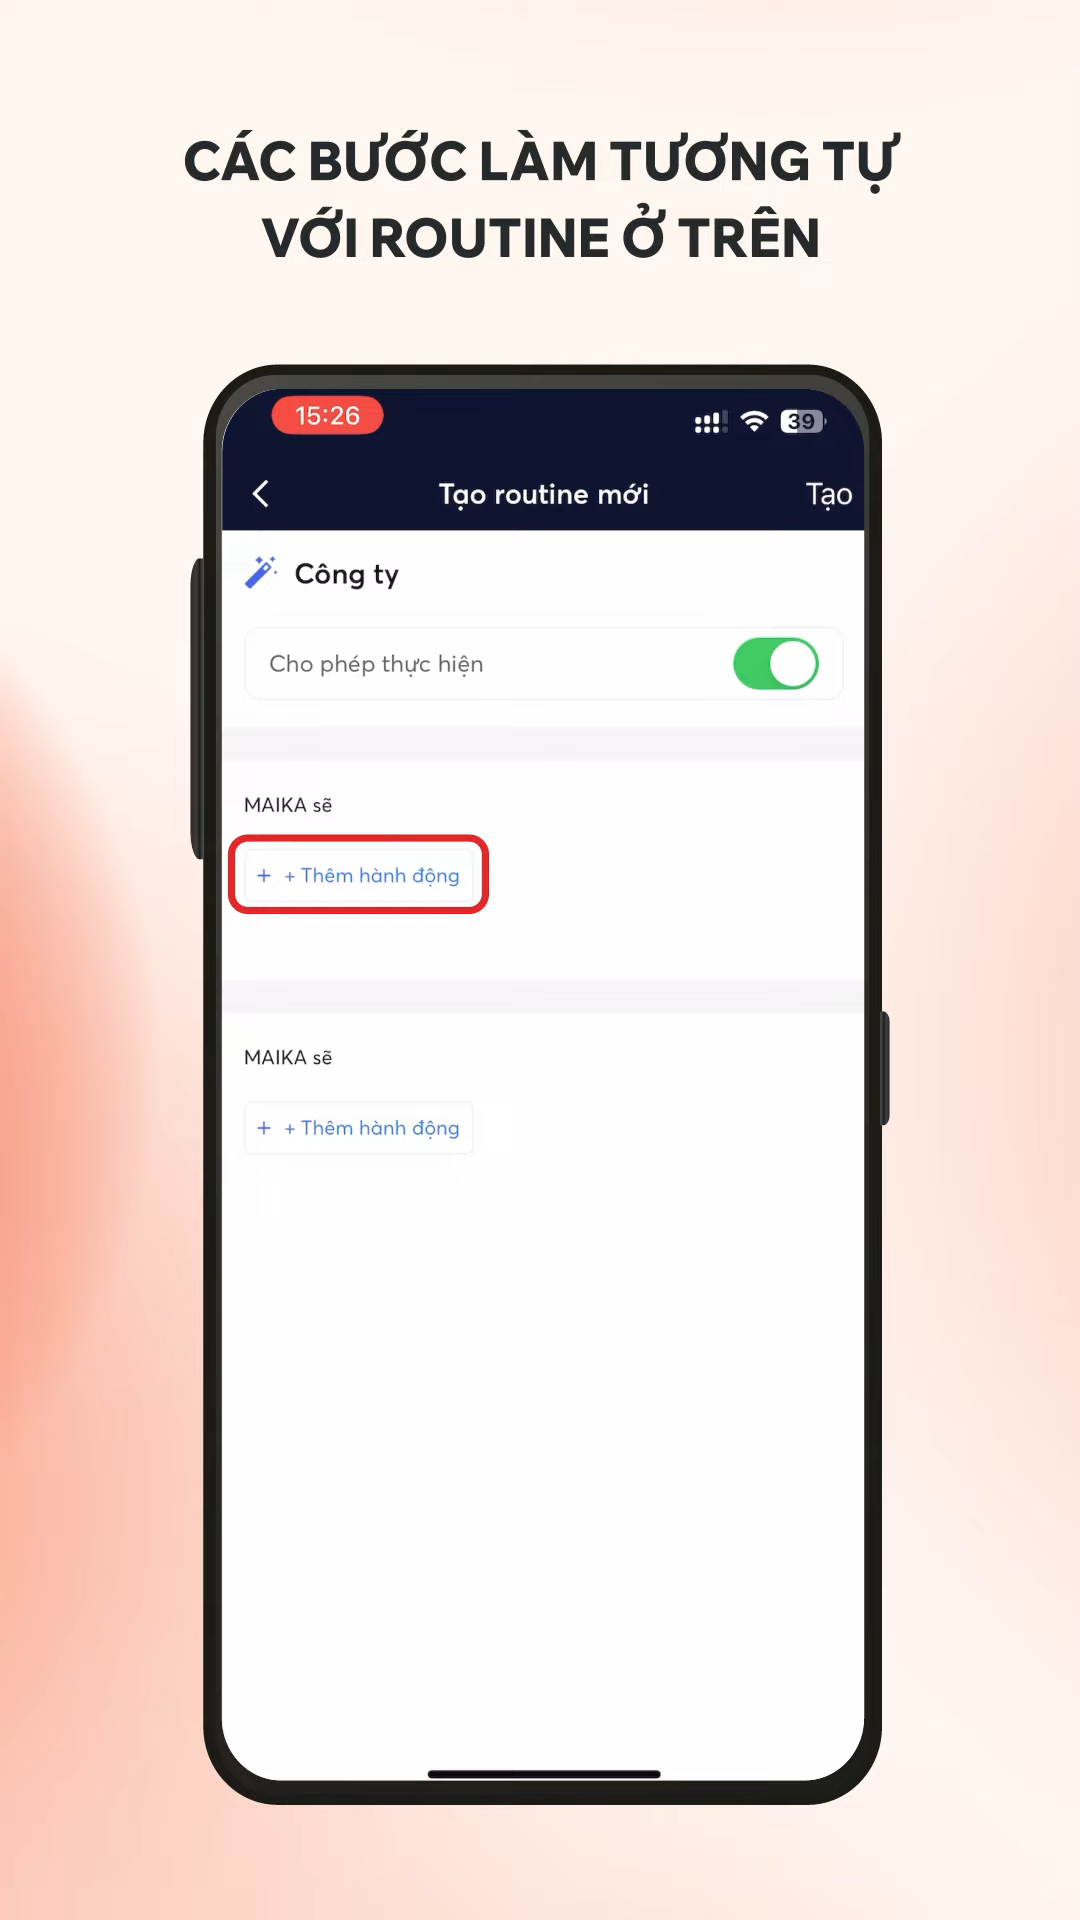 CÁC BƯỚC LÀM TƯƠNG TỰ
VỚI ROUTINE Ở TRÊN
15:26
39
Tạo routine mới
Tạo
Công ty
Cho phép thực hiện
MAIKA sẽ
+ + Thêm hành động
MAIKA sẽ
+ + Thêm hành động